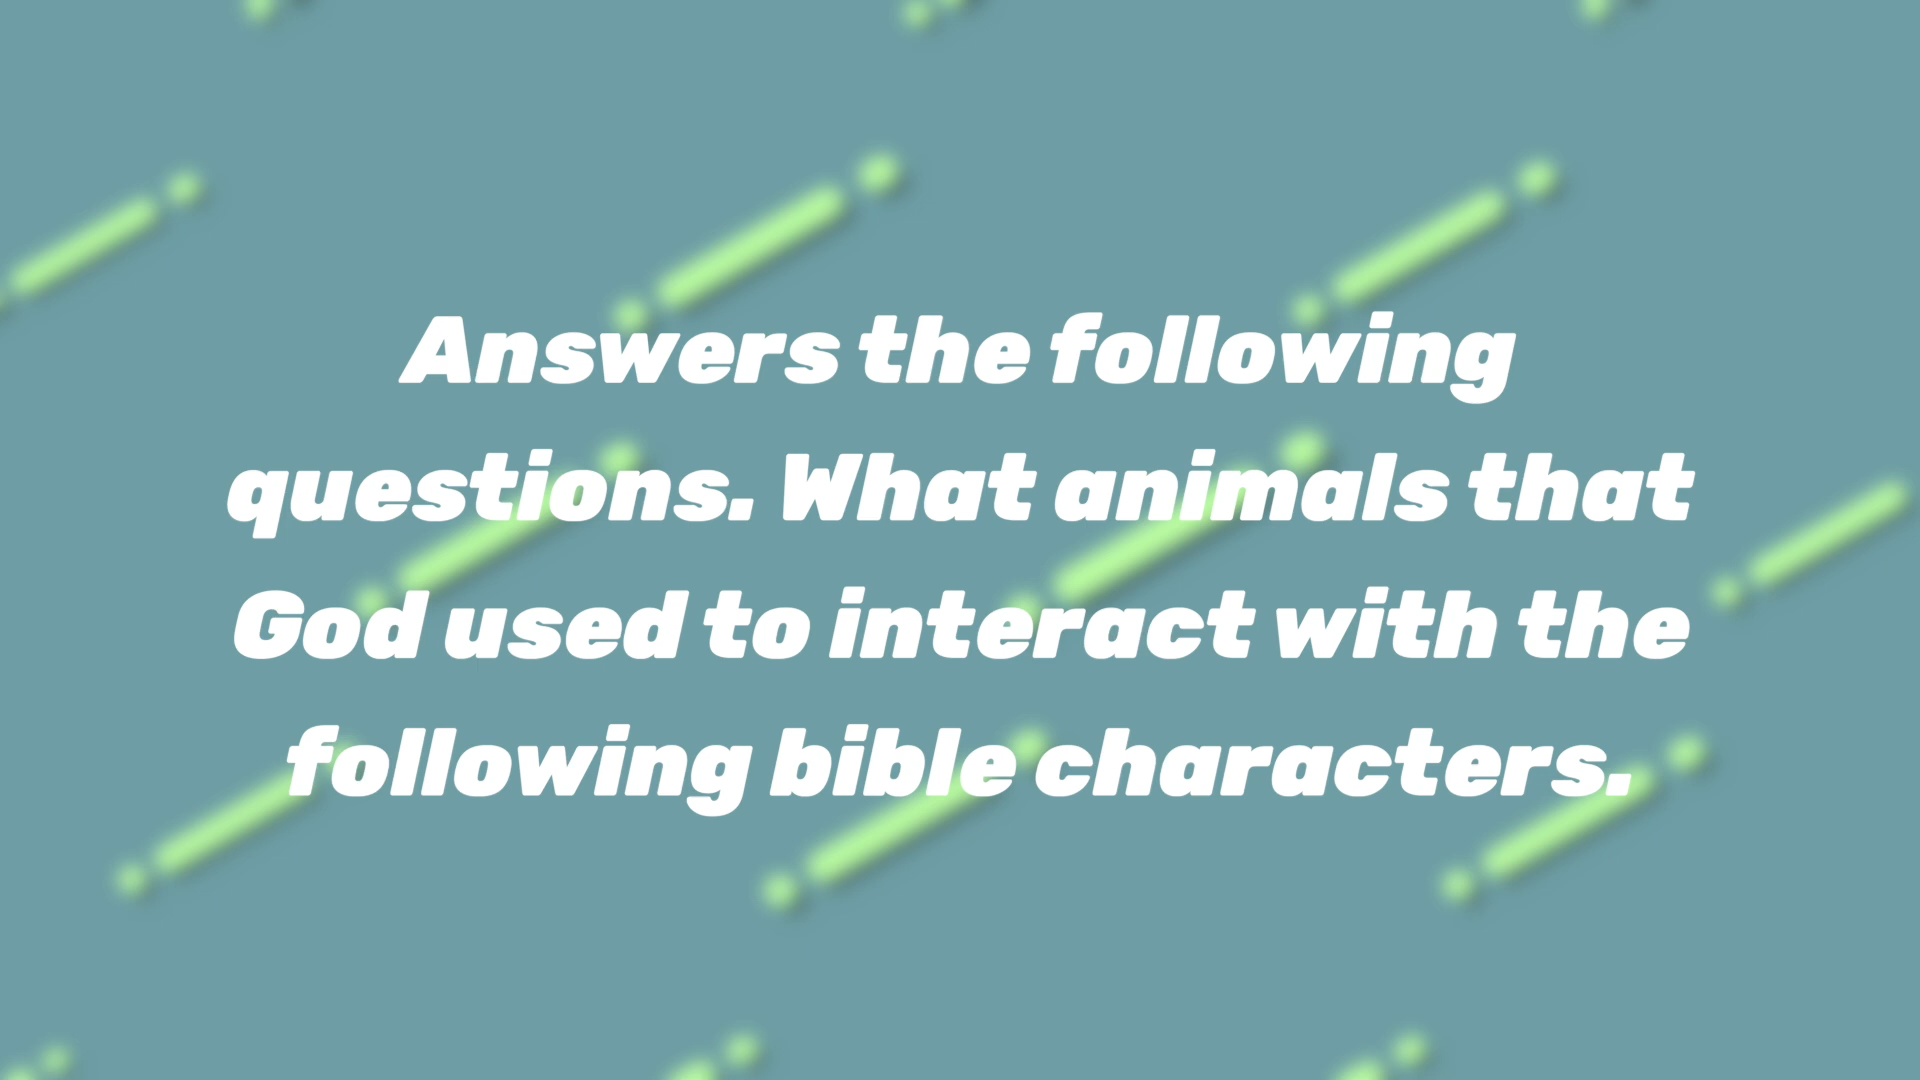 Answers the following
questions. What animals that
God used to interact with the
following bible characters.